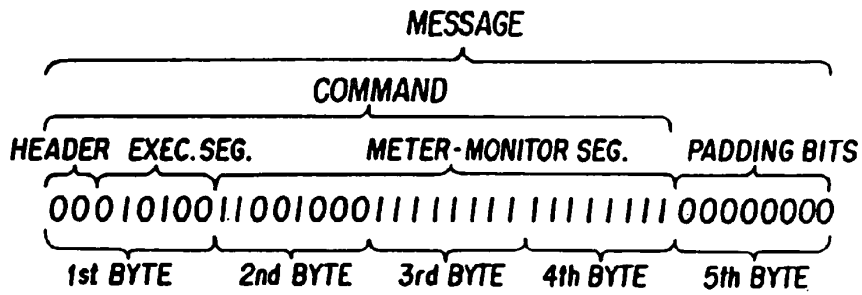 MESSAGE
COMMAND
HEADER EXEC. SEG. METER-MONITOR SEG. PADDING BITS
0001010011001000111111111111111100000000
1st BYTE 2nd BYTE 3rd BYTE 4th BYTE 5th BYTE